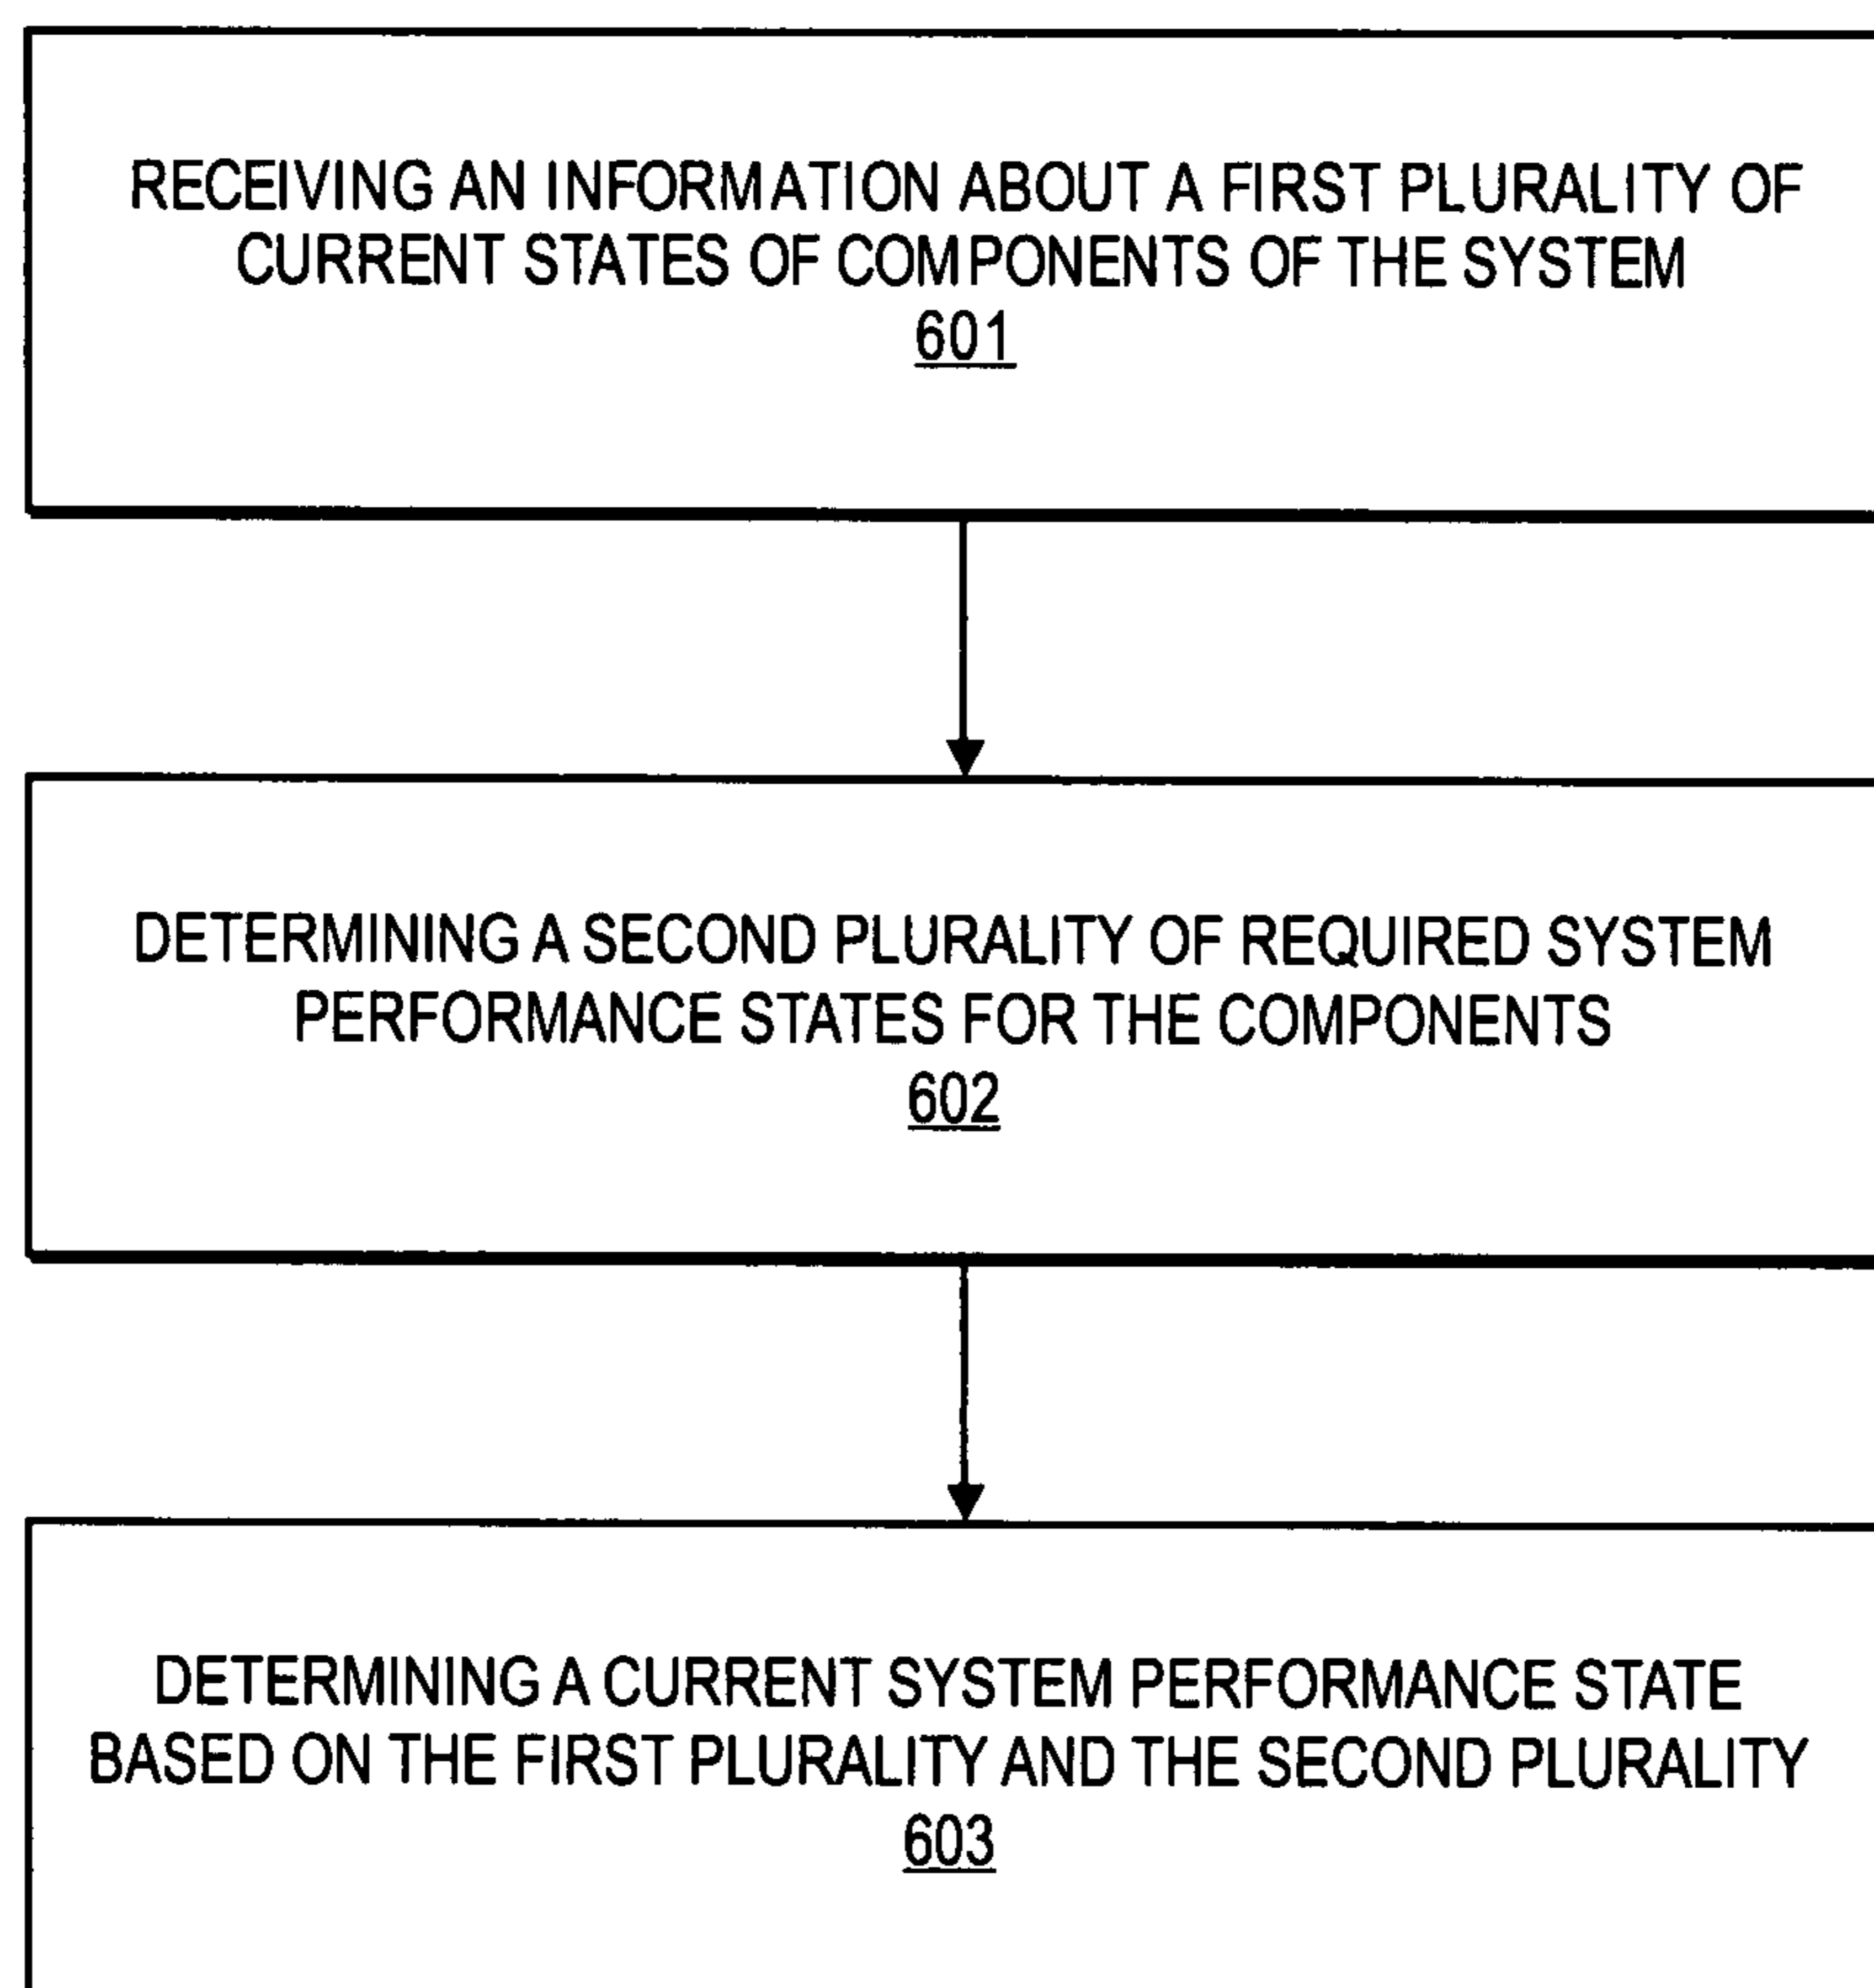 RECEIVING AN INFORMATION ABOUT A FIRST PLURALITY OF
CURRENT STATES OF COMPONENTS OF THE SYSTEM
601
DETERMINING A SECOND PLURALITY OF REQUIRED SYSTEM
PERFORMANCE STATES FOR THE COMPONENTS
602
DETERMINING A CURRENT SYSTEM PERFORMANCE STATE
BASED ON THE FIRST PLURALITY AND THE SECOND PLURALITY
603